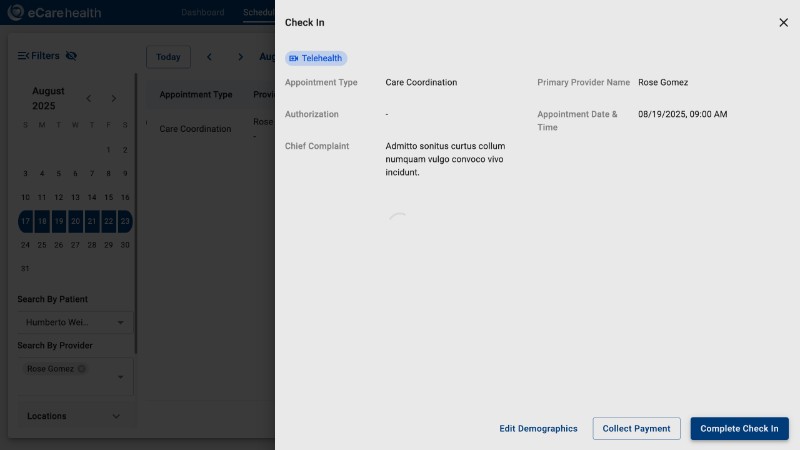 eCarehealth
Dashboard
Schedul
Check In
Filters
Today
Aug
Telehealth
August
2025
Appointment Type
Provi
Appointment Type
Care Coordination
Primary Provider Name
Rose Gomez
S M T W T F S
Care Coordination
Rose
-
Authorization
-
Appointment Date &
Time
08/19/2025, 09:00 AM
1 2
3 4 5 6 7 8 9
10 11 12 13 14 15 16
17 18 19 20 21 22 23
24 25 26 27 28 29 30
31
Chief Complaint
Admitto sonitus curtus collum
numquam vulgo convoco vivo
incidunt.
Search By Patient
Humberto Wei..
Search By Provider
Rose Gomez
Locations
Edit Demographics
Collect Payment
Complete Check In